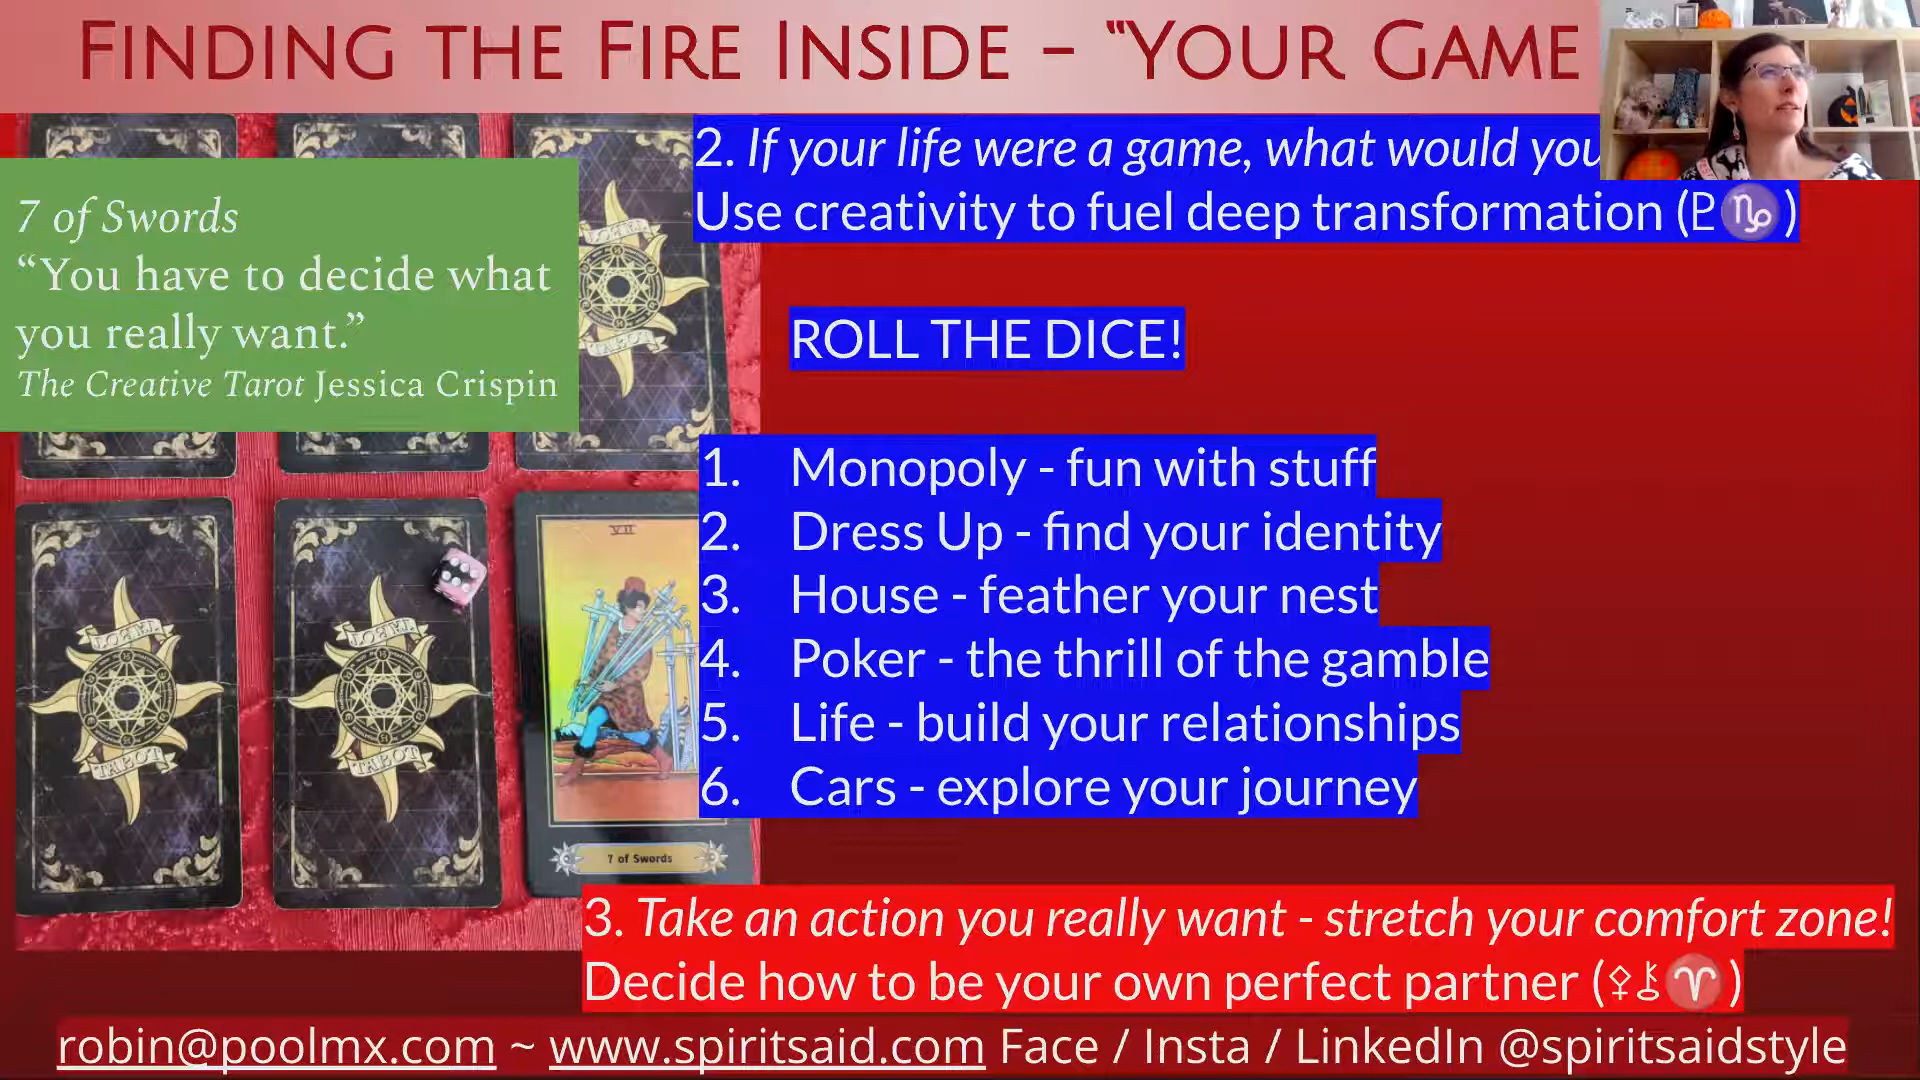 FINDING THE FIRE INSIDE - “YOUR GAME
7 of Swords
“You have to decide what
you really want.”
The Creative Tarot Jessica Crispin
2. If your life were a game, what would you
Use creativity to fuel deep transformation (♇♑)
ROLL THE DICE!
1. Monopoly - fun with stuff
2. Dress Up - find your identity
3. House - feather your nest
4. Poker - the thrill of the gamble
5. Life - build your relationships
6. Cars - explore your journey
VII
7 of Swords
TAROT
TAROT
TAROT
TAROT
TAROT
3. Take an action you really want - stretch your comfort zone!
Decide how to be your own perfect partner (⚴⚷♈)
robin@poolmx.com ~ www.spiritsaid.com Face / Insta / LinkedIn @spiritsaidstyle